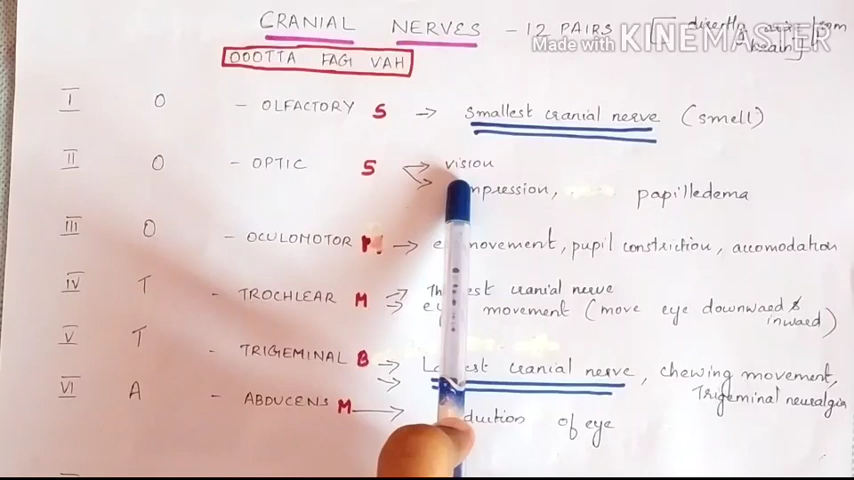 CRANIAL NERVES - 12 PAIRS [ directly
Made with KINEMASTER
OOOTTA FAGI VAH
I O - OLFACTORY S → Smallest cranial nerve (smell)
II O - OPTIC S → vision
→ papilledema
III O - OCULOMOTOR → movement, pupil constriction, accomodation
IV T - TROCHLEAR M → cranial nerve
→ movement (move eye downward &
inward)
V T - TRIGEMINAL B → cranial nerve, chewing movement,
→ Trigeminal neuralgia
VI A - ABDUCENS M → of eye